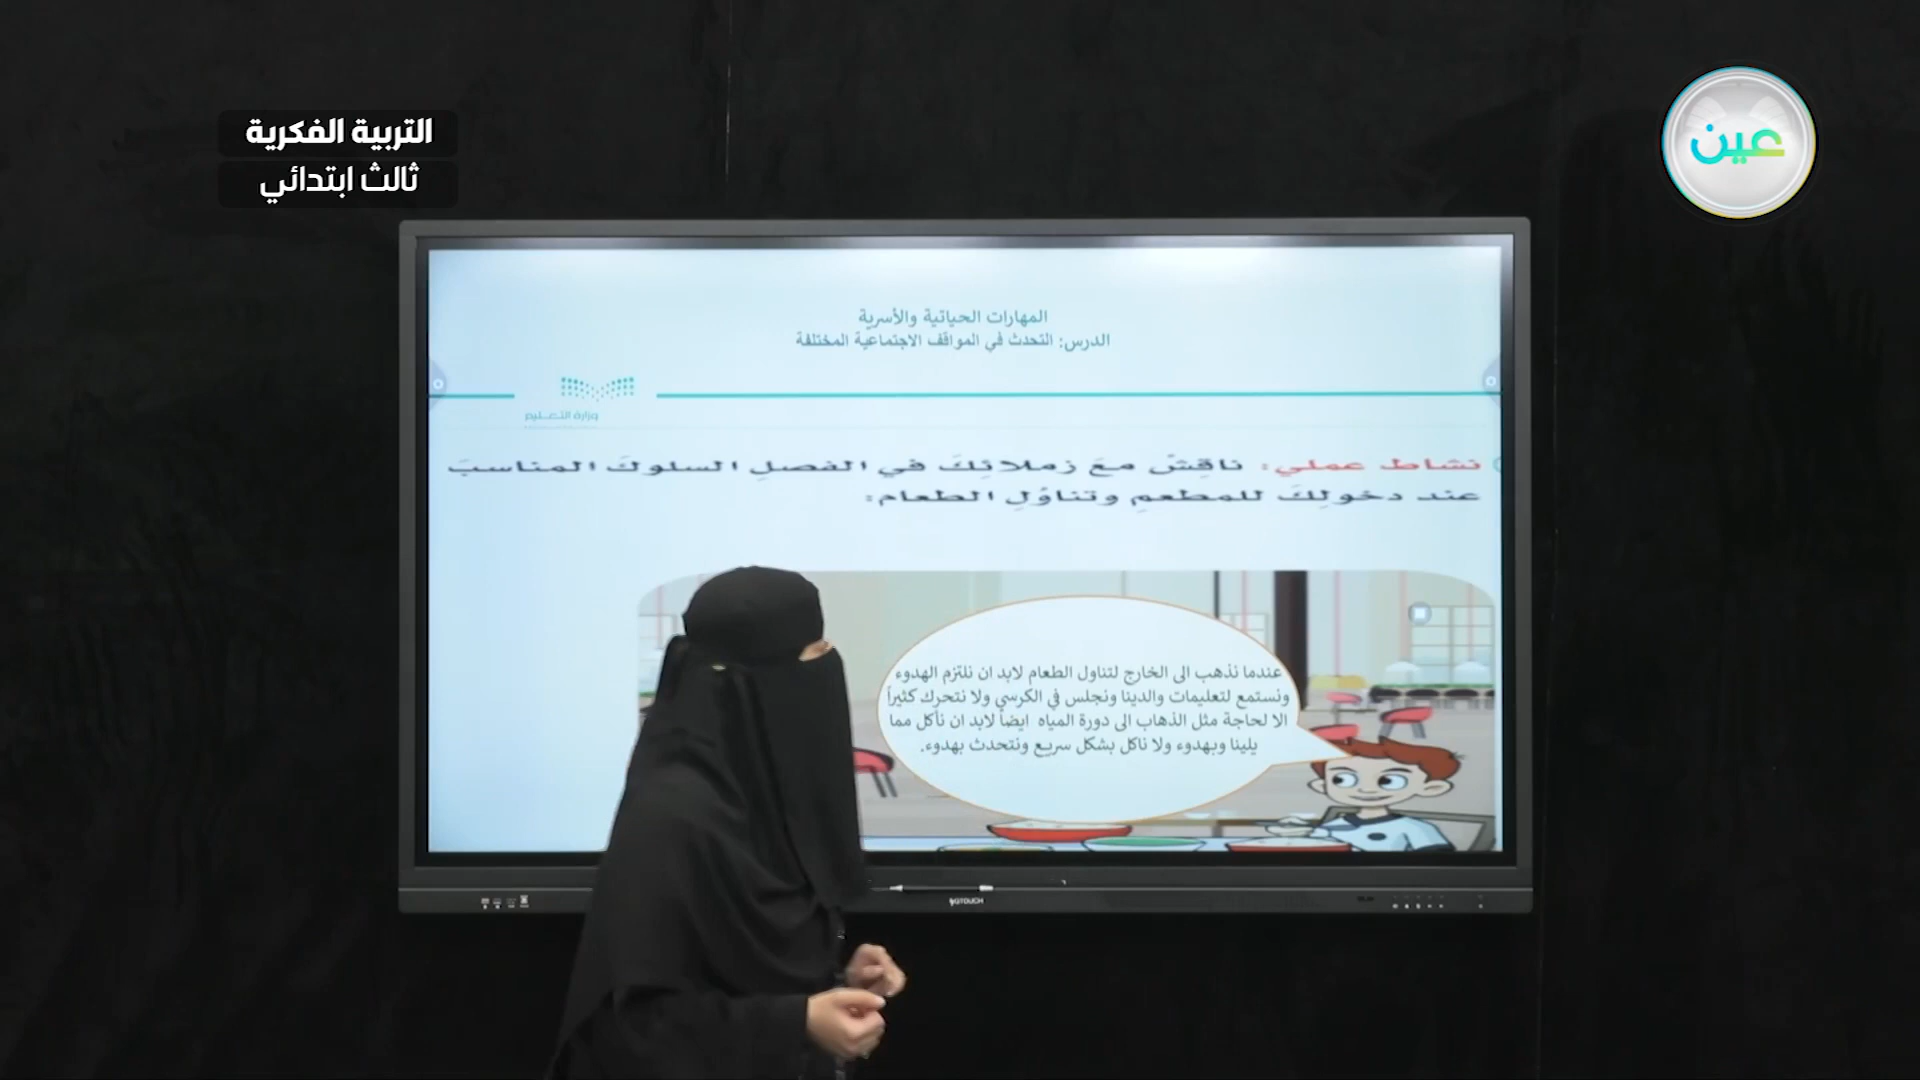 التربية الفكرية
ثالث ابتدائي
عين
المهارات الحياتية والأسرية
الدرس: التحدث في المواقف الاجتماعية المختلفة
وزارة التعليم
نشاط عملي: ناقِشْ معَ زملائِكَ في الفصلِ السلوكَ المناسبَ
عند دخولِكَ للمطعمِ وتناوُلِ الطعام:
عندما نذهب الى الخارج لتناول الطعام لابد ان نلتزم الهدوء
ونستمع لتعليمات والدينا ونجلس في الكرسي ولا نتحرك كثيراً
الا لحاجة مثل الذهاب الى دورة المياه ايضا لابد ان نأكل مما
يلينا وبهدوء ولا ناكل بشكل سريع ونتحدث بهدوء.
QTOUCH